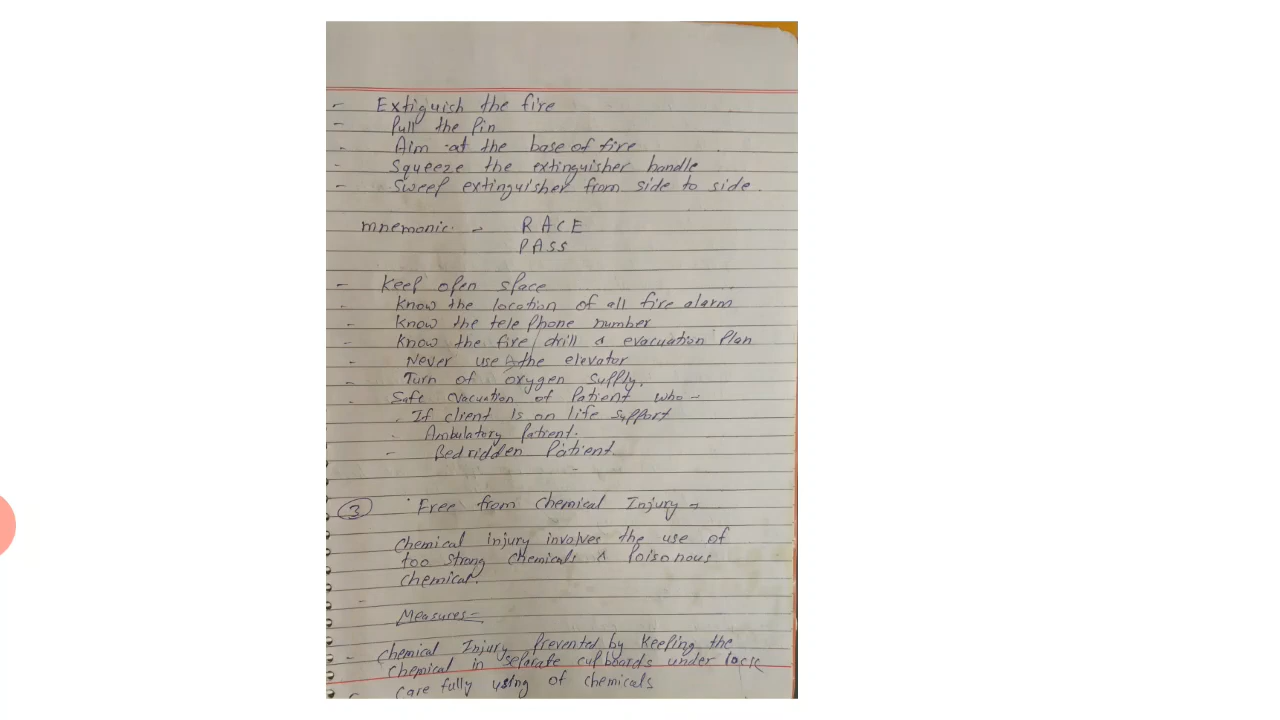 - Extiguish the fire
- Pull the Pin
- Aim at the base of fire
- Squeeze the extinguisher handle
- Sweep extinguisher from side to side.
mnemonic - RACE
PASS
- Keep open space
- Know the location of all fire alarm
- Know the telephone number
- Know the fire drill & evacuation Plan
- Never use the elevator
- Turn of oxygen supply.
- Safe evacuation of Patient who -
. If client is on life support
- Ambulatory Patient.
- Bedridden Patient
3 Free from Chemical Injury →
Chemical injury involves the use of
too strong chemicals & Poisonous
chemical.
Measures -
- Chemical Injury Prevented by Keeping the
chemical in separate cupboards under lock
- Care fully using of chemicals